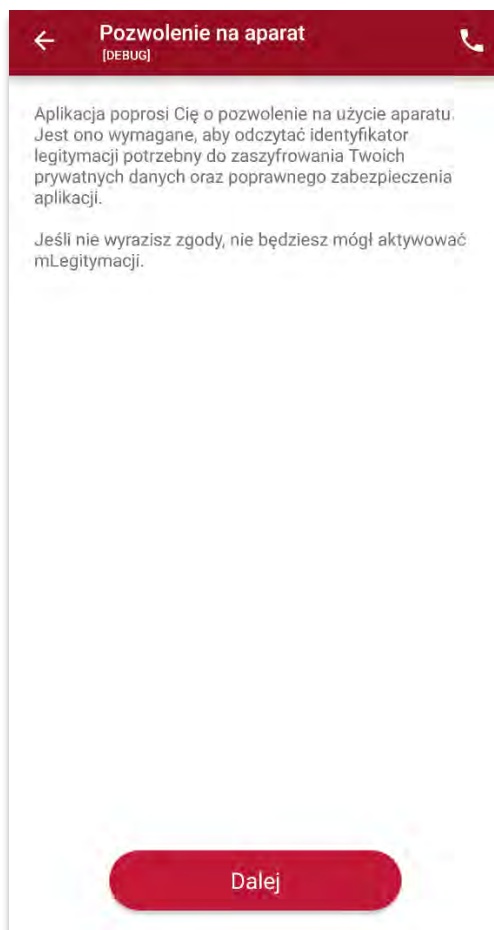 Pozwolenie na aparat
[DEBUG]
Aplikacja poprosi Cię o pozwolenie na użycie aparatu.
Jest ono wymagane, aby odczytać identyfikator
legitymacji potrzebny do zaszyfrowania Twoich
prywatnych danych oraz poprawnego zabezpieczenia
aplikacji.
Jeśli nie wyrazisz zgody, nie będziesz mógł aktywować
mLegitymacji.
Dalej